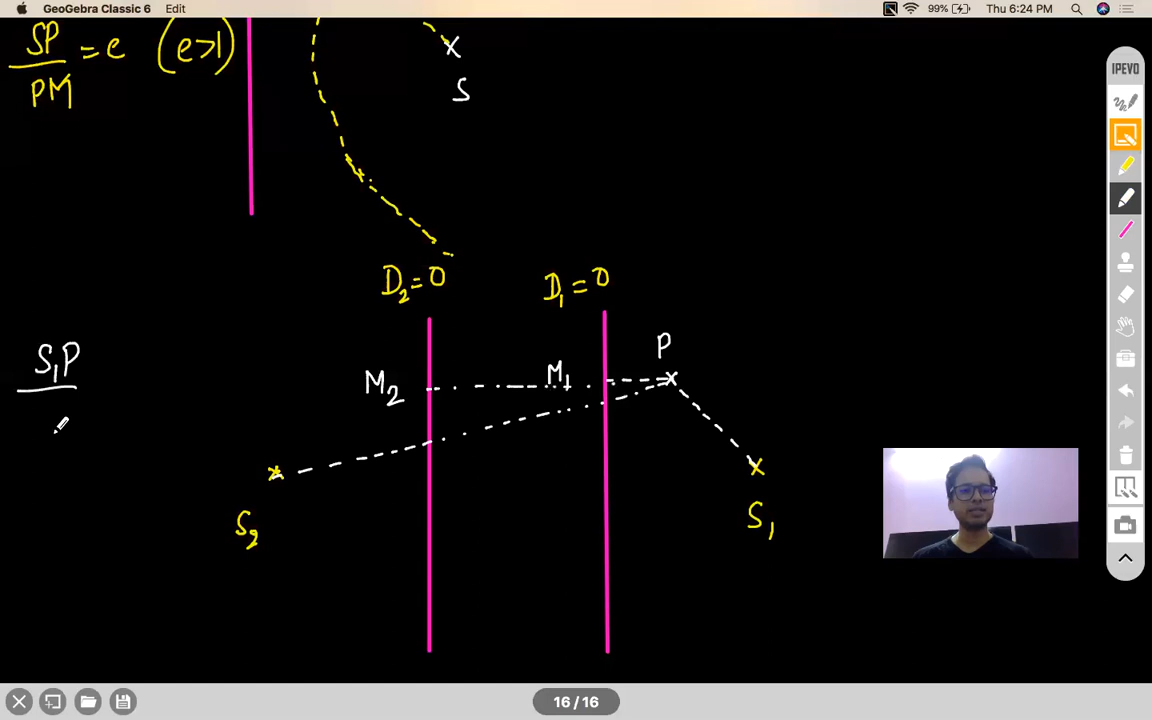 GeoGebra Classic 6 Edit 99% Thu 6:24 PM
SP/PM = e (e>1)
S
IPEVO
D₂=0 D₁=0
S₁P
P
M₂ M₁
S₂ S₁
16 / 16